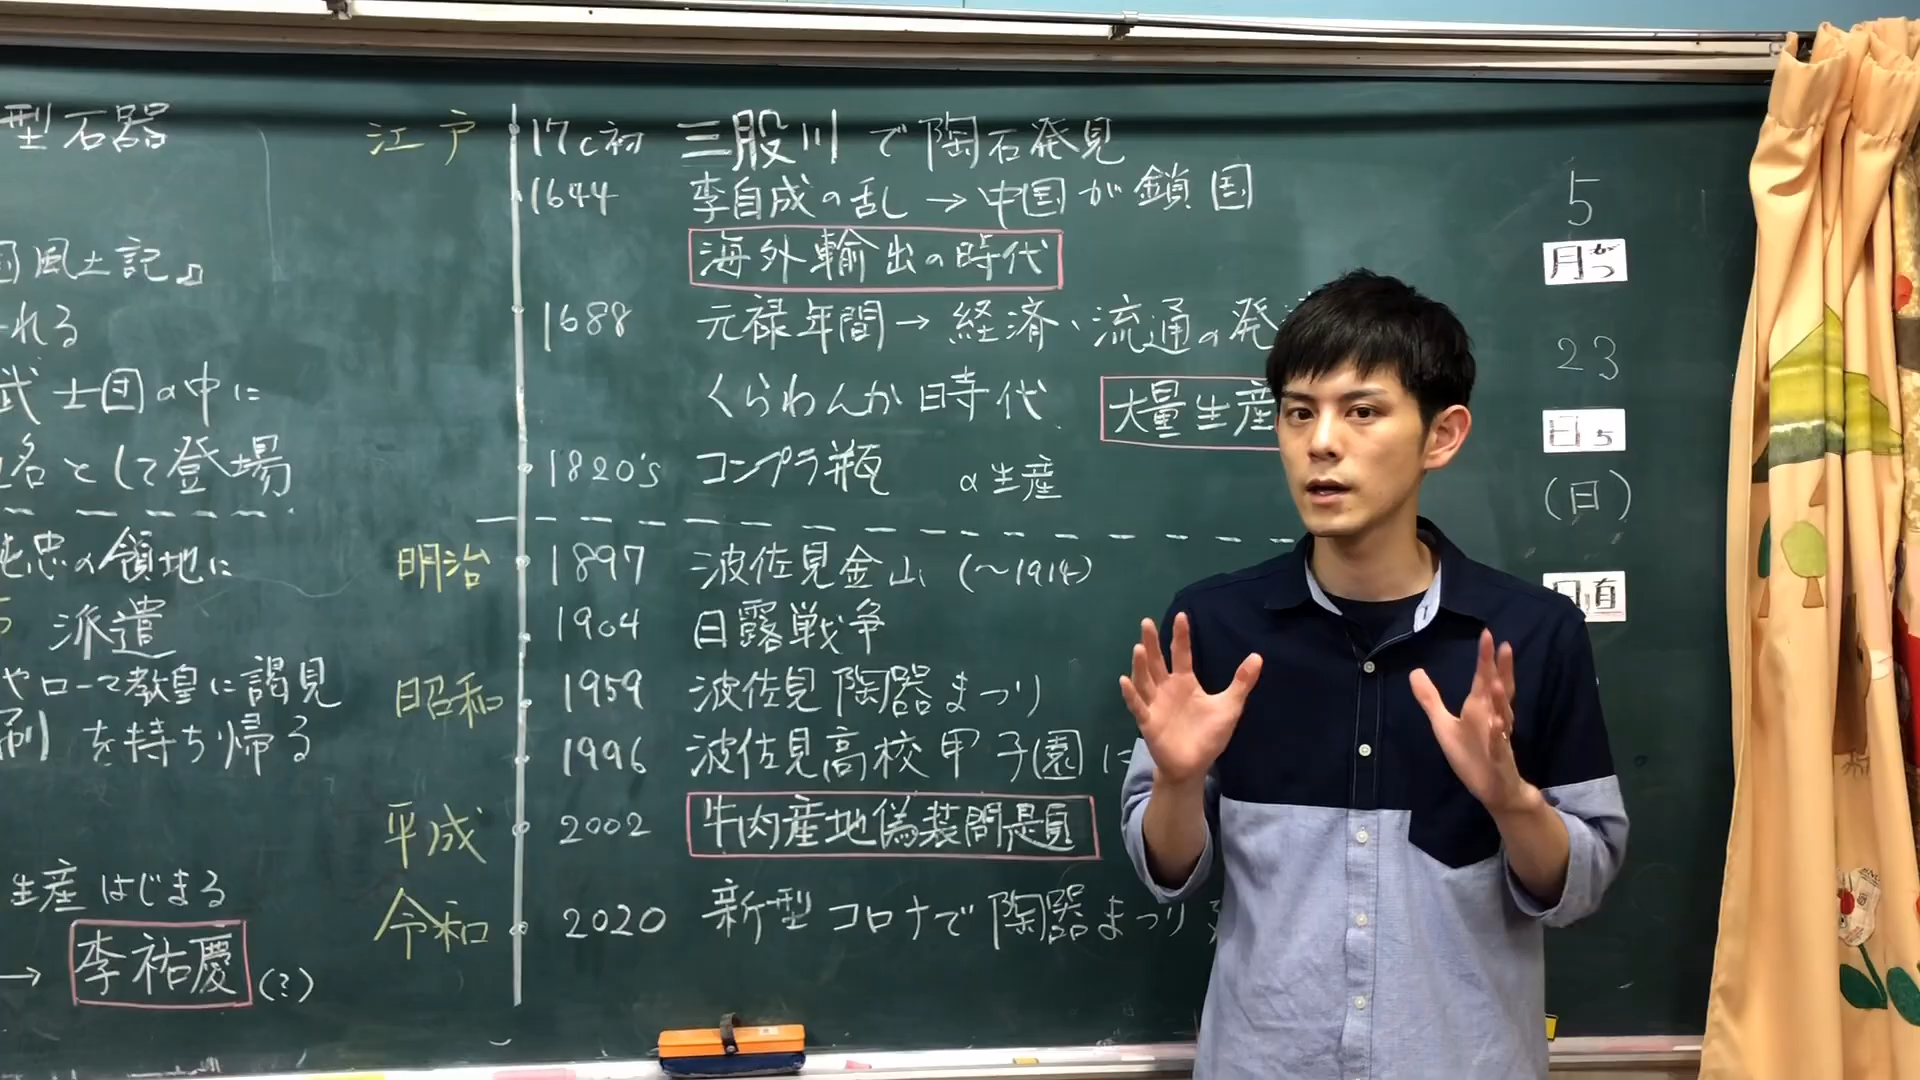 型石器
国風土記』
れる
武士団の中に
名として登場
純忠の領地に
派遣
やローマ教皇に謁見
刷 を持ち帰る
生産はじまる
→ 李祐慶 (?)
江戸 17c初 三股川で陶石発見
1644 李自成の乱→中国が鎖国
海外輸出の時代
1688 元禄年間→経済、流通の発
くらわんか時代 大量生産
1820's コンプラ瓶 の生産
明治 1897 波佐見金山 (~1914)
1904 日露戦争
昭和 1959 波佐見陶器まつり
1996 波佐見高校甲子園に
平成 2002 牛肉産地偽装問題
令和 2020 新型コロナで陶器まつり
5
月がつ
23
日ち
(日)
日直